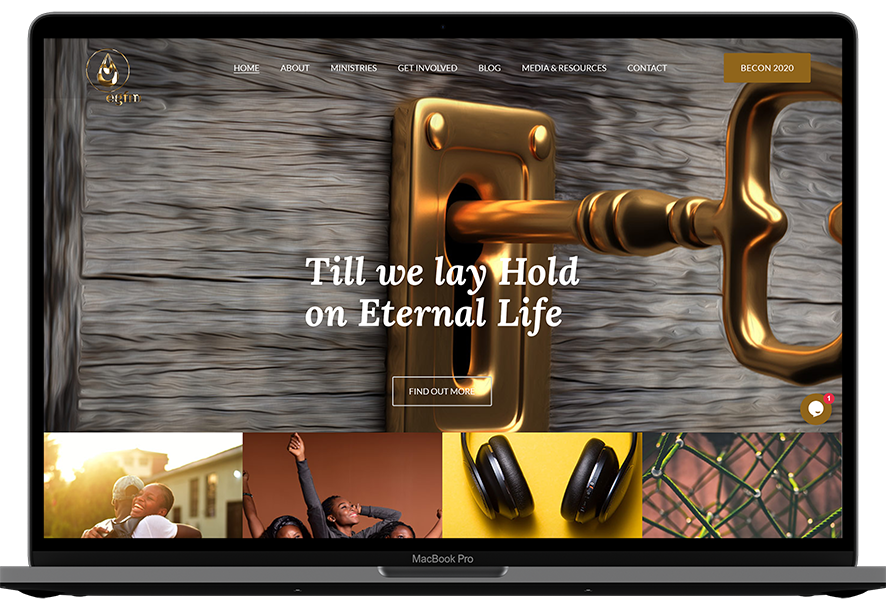 HOME ABOUT MINISTRIES GET INVOLVED BLOG MEDIA & RESOURCES CONTACT BECON 2020
Till we lay Hold
on Eternal Life
FIND OUT MORE
1
MacBook Pro